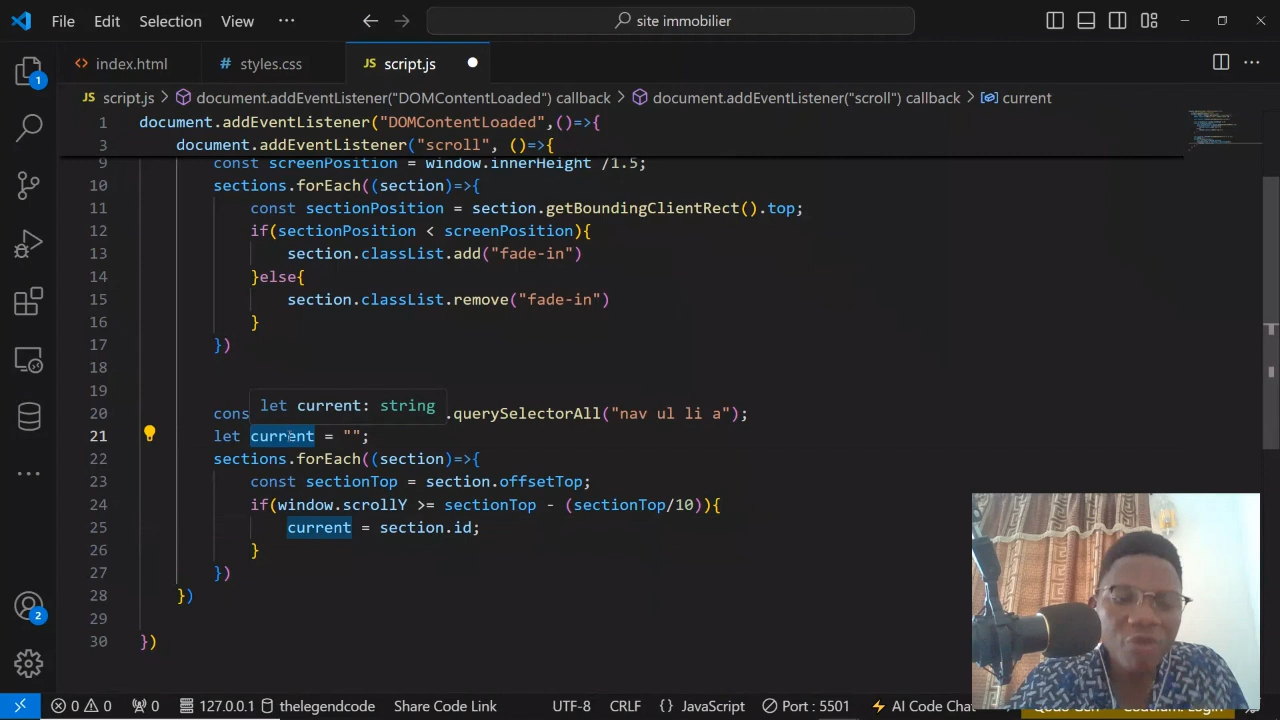 File Edit Selection View ··· site immobilier
1
index.html
# styles.css
JS script.js
JS script.js > document.addEventListener("DOMContentLoaded") callback > document.addEventListener("scroll") callback > current
1 document.addEventListener("DOMContentLoaded",()=>{
3 document.addEventListener("scroll", ()=>{
9 const screenPosition = window.innerHeight /1.5;
10 sections.forEach((section)=>{
11 const sectionPosition = section.getBoundingClientRect().top;
12 if(sectionPosition < screenPosition){
13 section.classList.add("fade-in")
14 }else{
15 section.classList.remove("fade-in")
16 }
17 })
18
19
let current: string
20 cons .querySelectorAll("nav ul li a");
21 let current = "";
22 sections.forEach((section)=>{
23 const sectionTop = section.offsetTop;
24 if(window.scrollY >= sectionTop - (sectionTop/10)){
25 current = section.id;
26 }
27 })
28 })
29
30 })
2
0 0 0 127.0.0.1 thelegendcode Share Code Link UTF-8 CRLF {} JavaScript Port : 5501 AI Code Chat